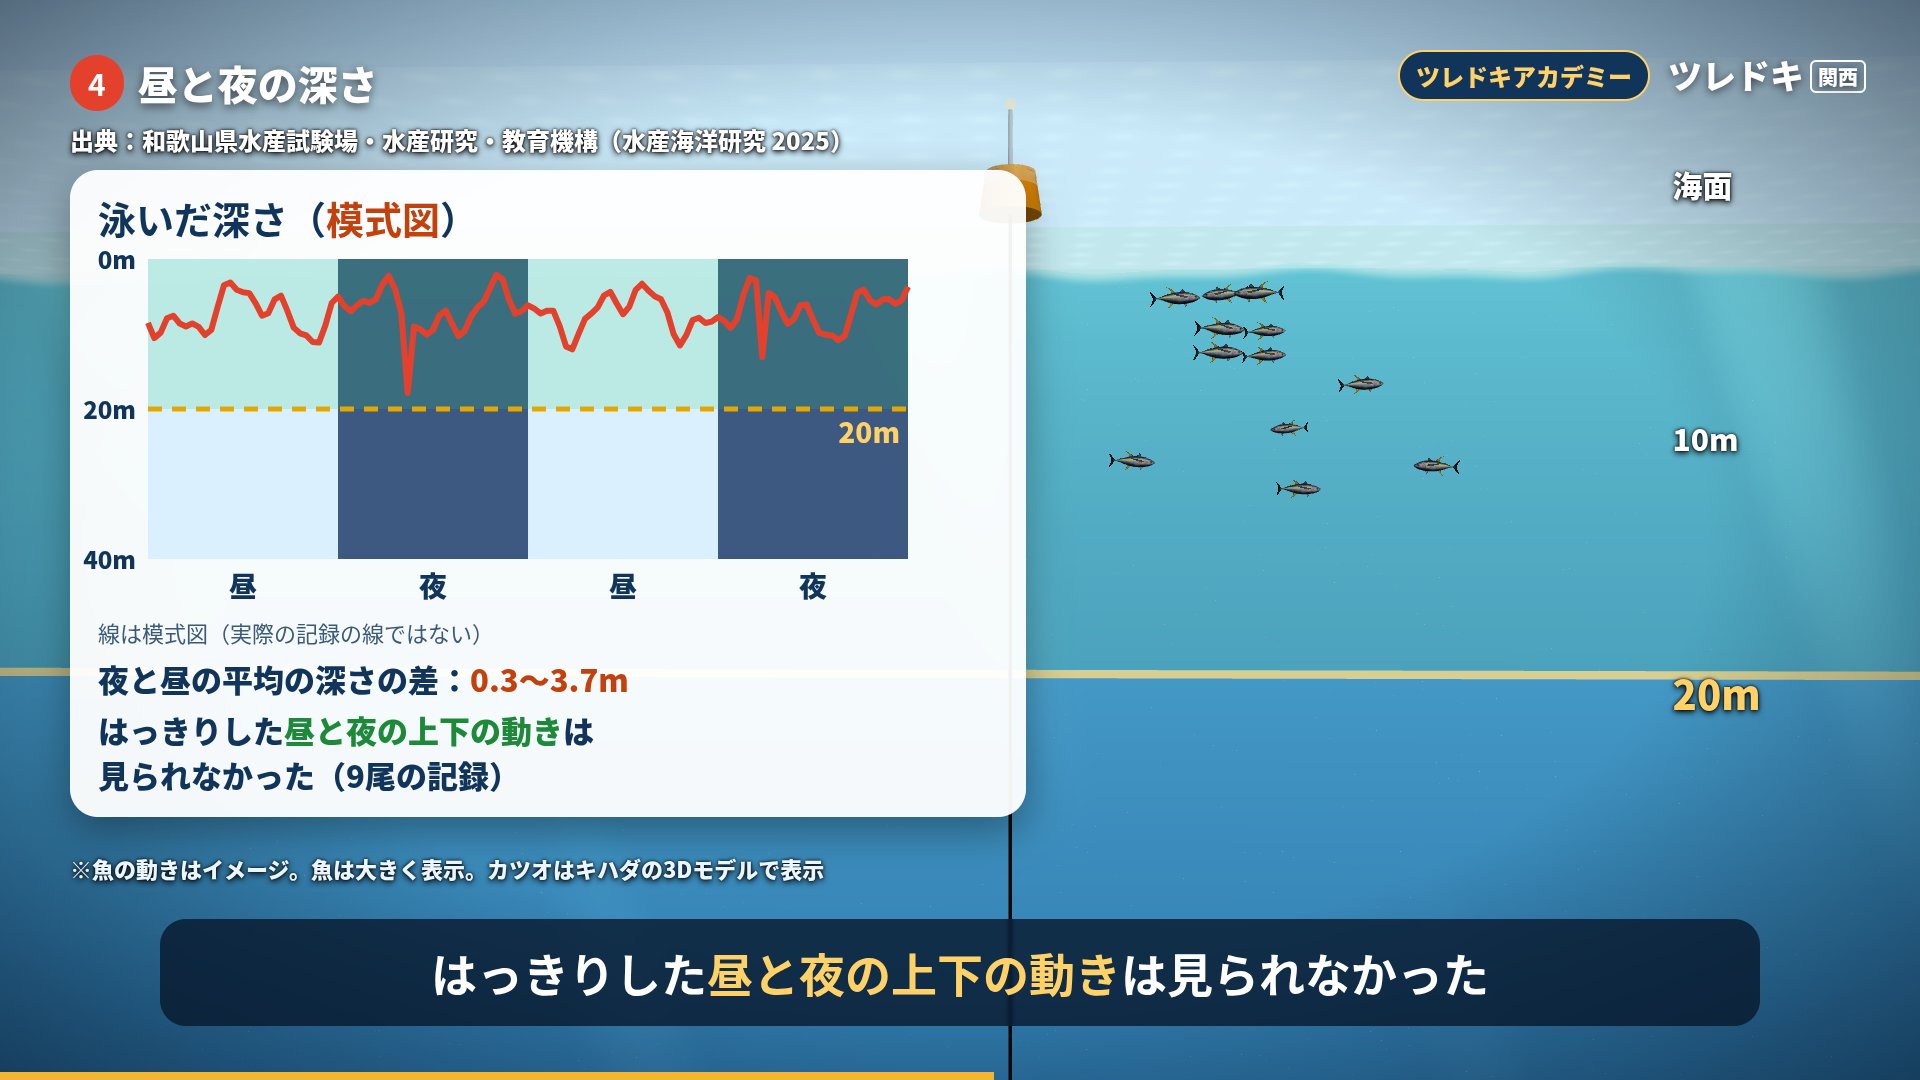 4 昼と夜の深さ
ツレドキアカデミー ツレドキ 関西
出典：和歌山県水産試験場・水産研究・教育機構（水産海洋研究 2025）
泳いだ深さ（模式図）
0m
20m
20m
40m
昼 夜 昼 夜
線は模式図（実際の記録の線ではない）
夜と昼の平均の深さの差：0.3〜3.7m
はっきりした昼と夜の上下の動きは
見られなかった（9尾の記録）
海面
10m
20m
※魚の動きはイメージ。魚は大きく表示。カツオはキハダの3Dモデルで表示
はっきりした昼と夜の上下の動きは見られなかった